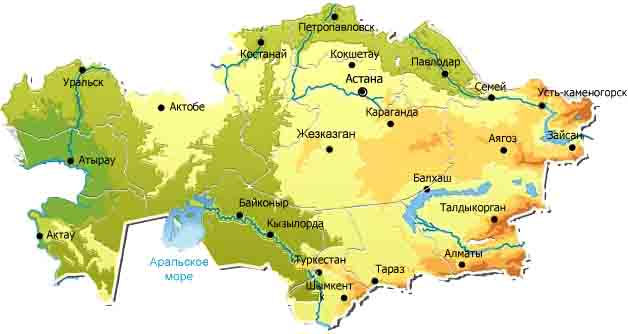 Петропавловск
Костанай
Кокшетау
Павлодар
Уральск
Астана
Семей
Усть-каменогорск
Актобе
Караганда
Жезказган
Аягоз
Зайсан
Атырау
Балхаш
Байконыр
Талдыкорган
Кызылорда
Актау
Аральское
море
Туркестан
Алматы
Тараз
Шымкент